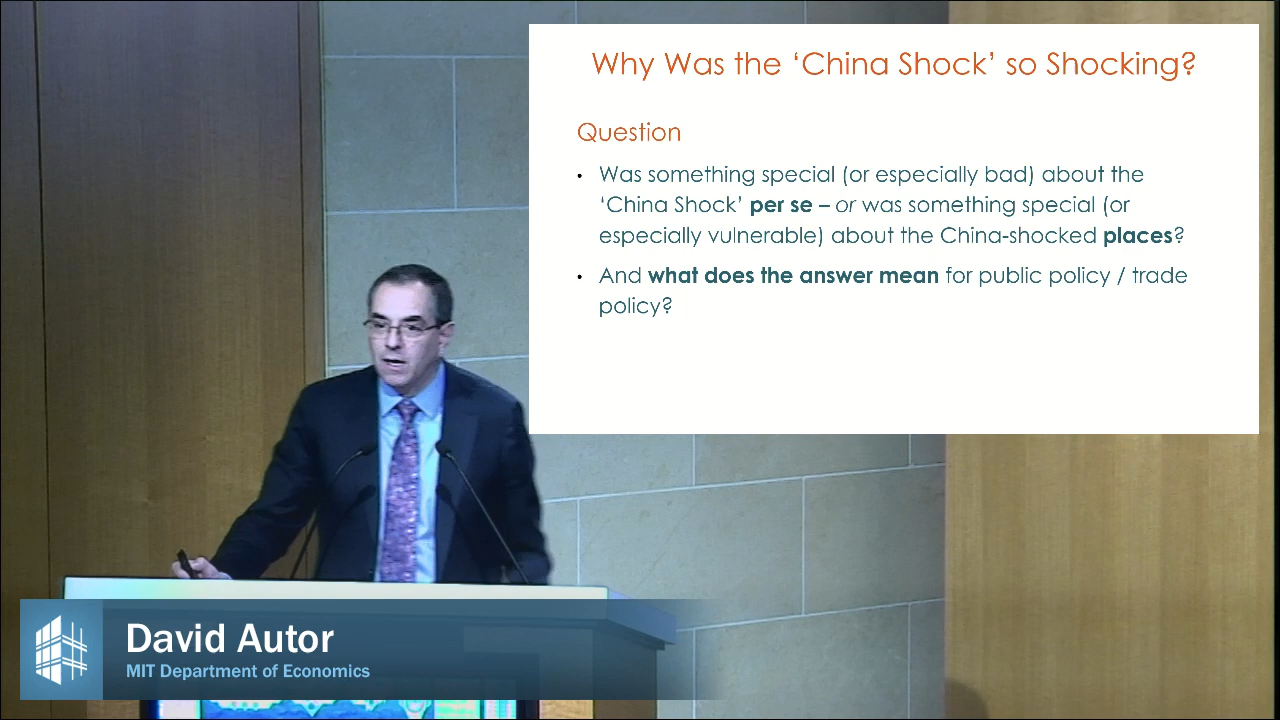 Why Was the ‘China Shock’ so Shocking?
Question
• Was something special (or especially bad) about the
‘China Shock’ per se – or was something special (or
especially vulnerable) about the China-shocked places?
• And what does the answer mean for public policy / trade
policy?
David Autor
MIT Department of Economics